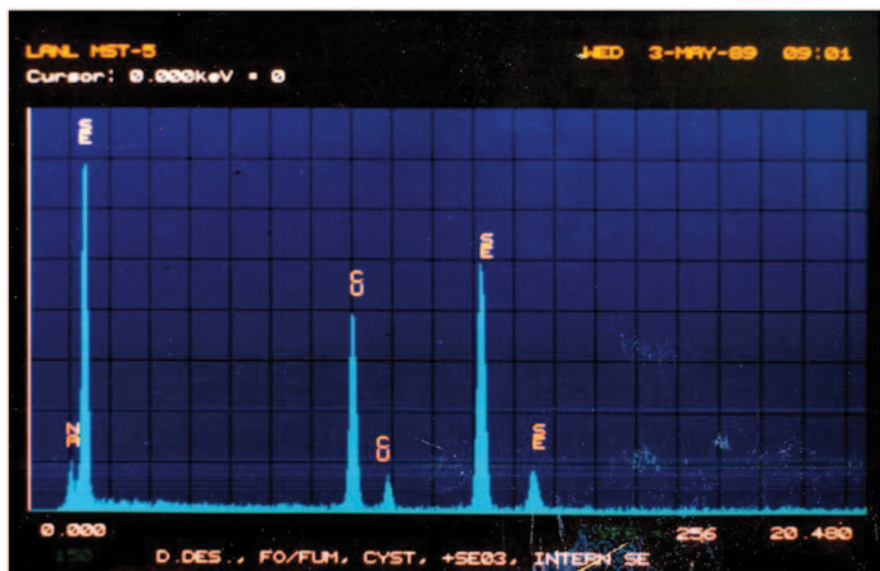 LANL MST-5
WED 3-MAY-89 09:01
Cursor: 0.000keV = 0
SE
SE
CU
NA
CU
SE
0.000
256
20.480
150
D.DES., FO/FUM, CYST, +SE03, INTERN SE